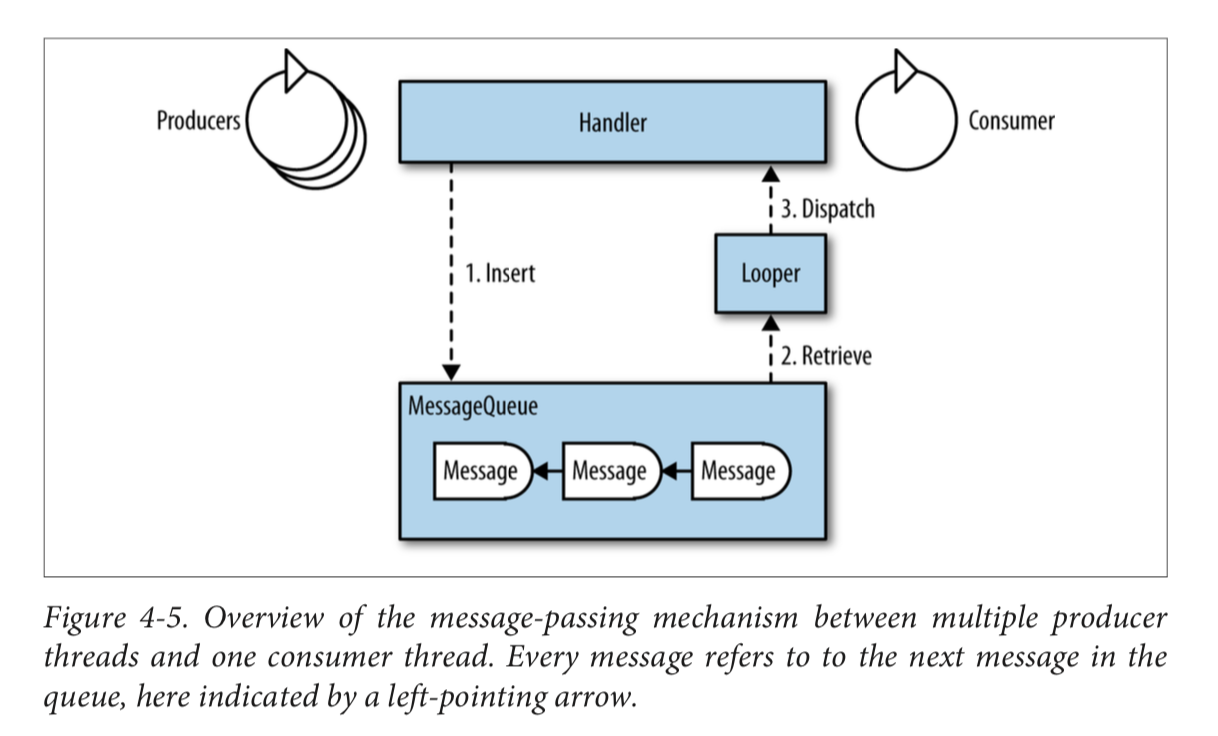 Producers
Handler
Consumer
3. Dispatch
1. Insert
Looper
2. Retrieve
MessageQueue
Message
Message
Message
Figure 4-5. Overview of the message-passing mechanism between multiple producer
threads and one consumer thread. Every message refers to to the next message in the
queue, here indicated by a left-pointing arrow.